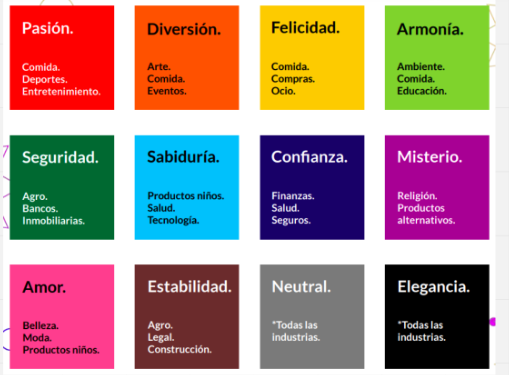 Pasión.
Comida.
Deportes.
Entretenimiento.
Diversión.
Arte.
Comida.
Eventos.
Felicidad.
Comida.
Compras.
Ocio.
Armonía.
Ambiente.
Comida.
Educación.
Seguridad.
Agro.
Bancos.
Inmobiliarias.
Sabiduría.
Productos niños.
Salud.
Tecnología.
Confianza.
Finanzas.
Salud.
Seguros.
Misterio.
Religión.
Productos
alternativos.
Amor.
Belleza.
Moda.
Productos niños.
Estabilidad.
Agro.
Legal.
Construcción.
Neutral.
*Todas las
industrias.
Elegancia.
*Todas las
industrias.